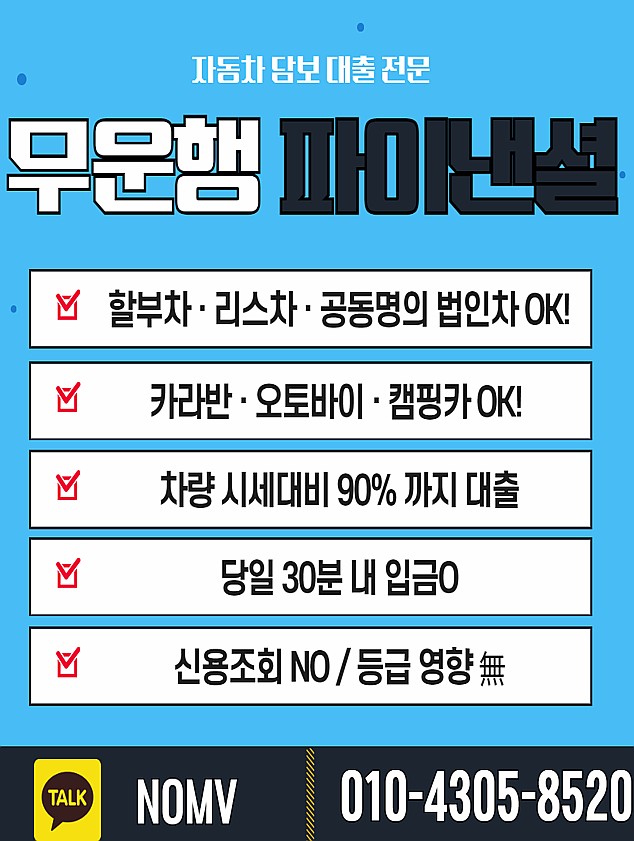 자동차 담보 대출 전문
무운행 파이낸셜
할부차 · 리스차 · 공동명의 법인차 OK!
카라반 · 오토바이 · 캠핑카 OK!
차량 시세대비 90% 까지 대출
당일 30분 내 입금O
신용조회 NO / 등급 영향 無
TALK NOMV 010-4305-8520